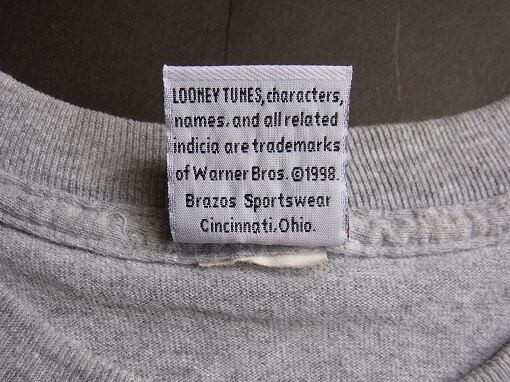 LOONEY TUNES, characters,
names. and all related
indicia are trademarks
of Warner Bros. ©1998.
Brazos Sportswear
Cincinnati. Ohio.